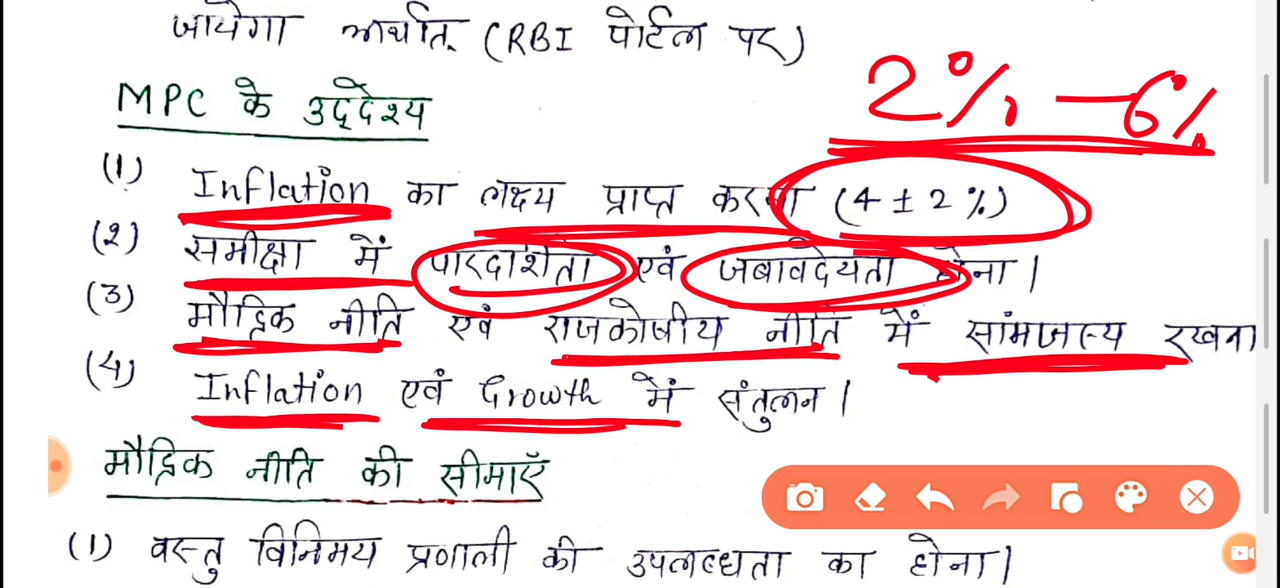 जायेगा अर्थात् (RBI पोर्टल पर)
2% - 6%
MPC के उद्देश्य
(1) Inflation का लक्ष्य प्राप्त करना (4 ± 2%)
(2) समीक्षा में पारदर्शिता एवं जबावदेयता होना।
(3) मौद्रिक नीति एवं राजकोषीय नीति में सांमजस्य रखना
(4) Inflation एवं Growth में संतुलन।
मौद्रिक नीति की सीमाएँ
(1) वस्तु विनिमय प्रणाली की उपलब्धता का होना।